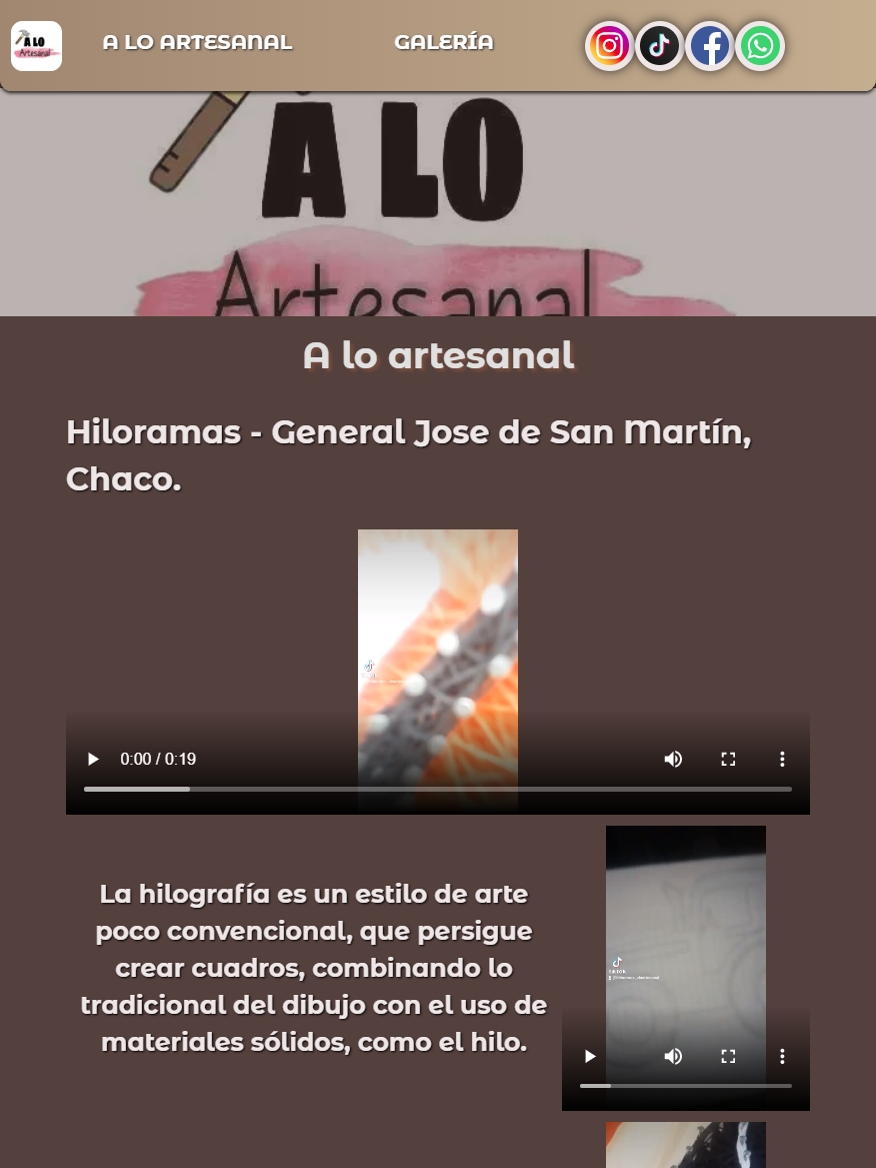 A LO
Artesanal
A LO ARTESANAL
GALERÍA
A LO
Artesanal
A lo artesanal
Hiloramas - General Jose de San Martín,
Chaco.
0:00 / 0:19
La hilografía es un estilo de arte
poco convencional, que persigue
crear cuadros, combinando lo
tradicional del dibujo con el uso de
materiales sólidos, como el hilo.